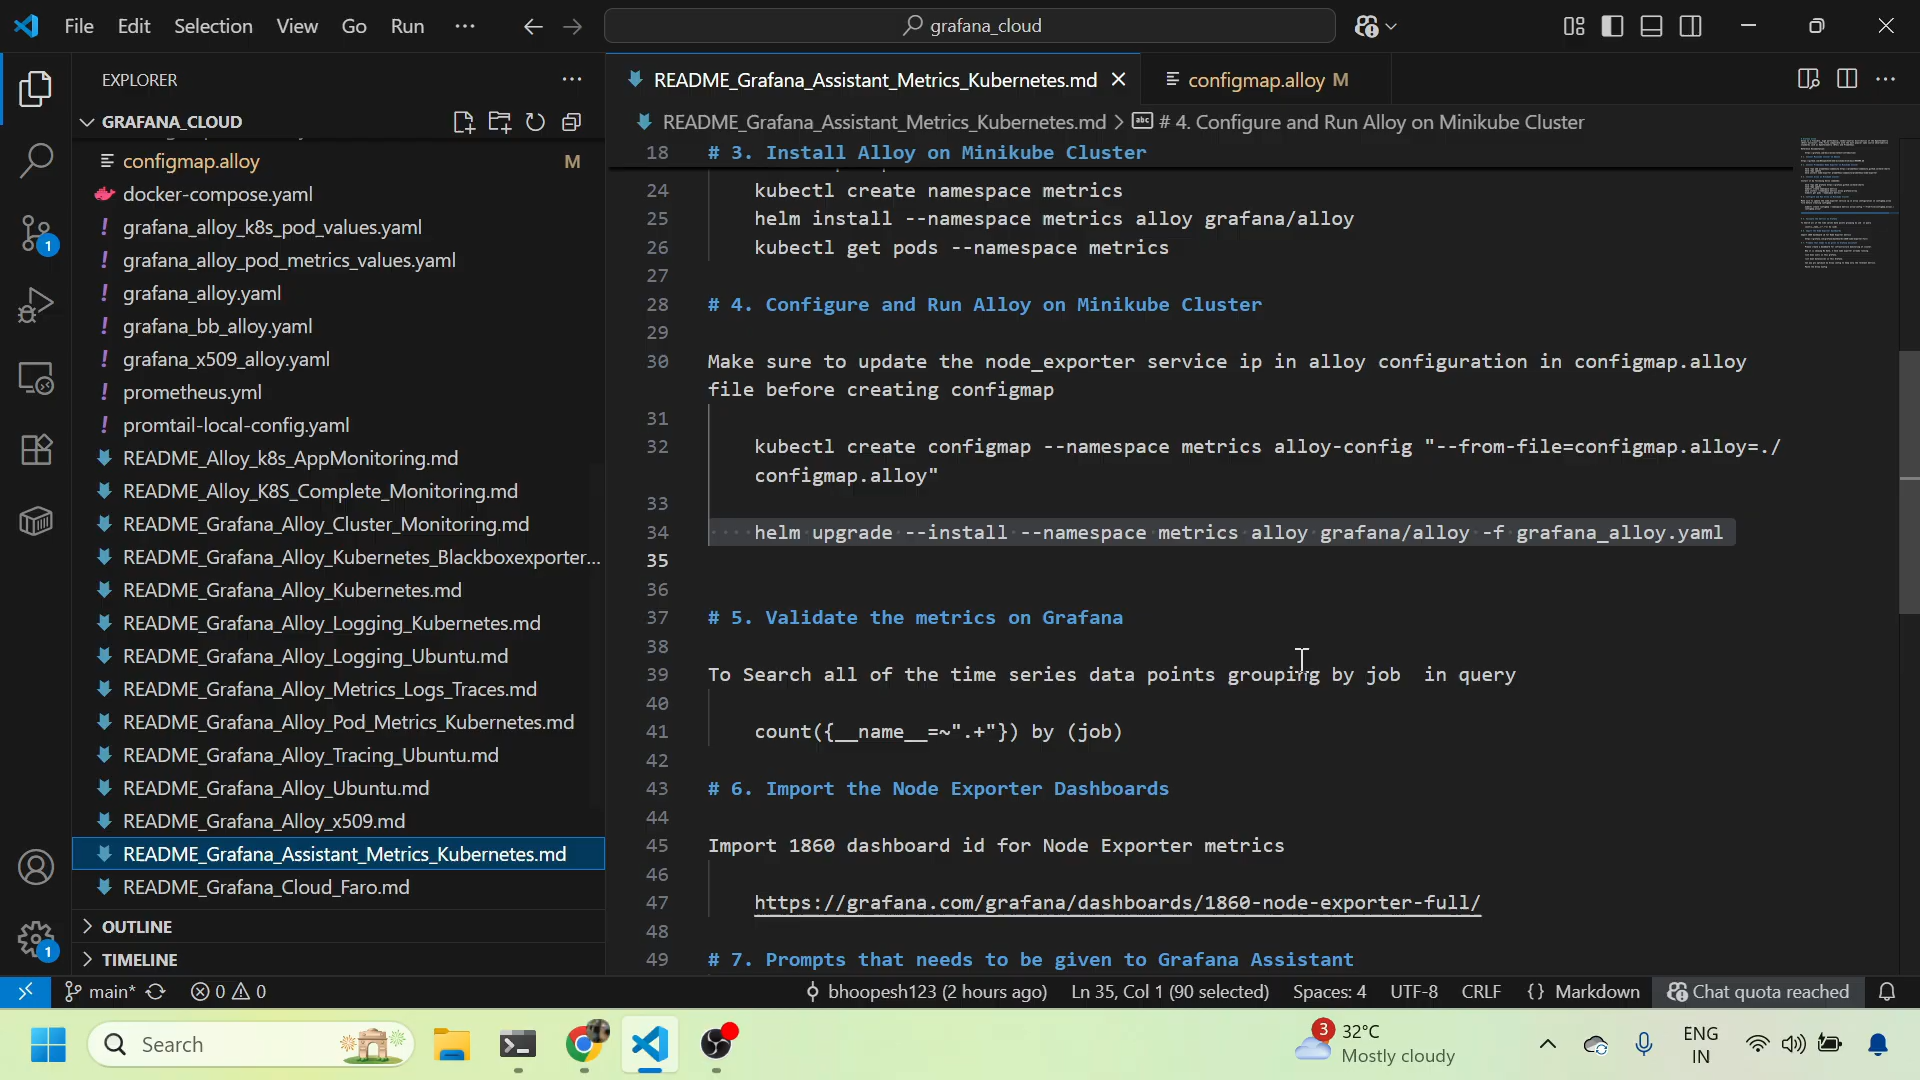 File Edit Selection View Go Run ...
grafana_cloud
EXPLORER
GRAFANA_CLOUD
configmap.alloy M
docker-compose.yaml
! grafana_alloy_k8s_pod_values.yaml
! grafana_alloy_pod_metrics_values.yaml
! grafana_alloy.yaml
! grafana_bb_alloy.yaml
! grafana_x509_alloy.yaml
! prometheus.yml
! promtail-local-config.yaml
README_Alloy_k8s_AppMonitoring.md
README_Alloy_K8S_Complete_Monitoring.md
README_Grafana_Alloy_Cluster_Monitoring.md
README_Grafana_Alloy_Kubernetes_Blackboxexporter...
README_Grafana_Alloy_Kubernetes.md
README_Grafana_Alloy_Logging_Kubernetes.md
README_Grafana_Alloy_Logging_Ubuntu.md
README_Grafana_Alloy_Metrics_Logs_Traces.md
README_Grafana_Alloy_Pod_Metrics_Kubernetes.md
README_Grafana_Alloy_Tracing_Ubuntu.md
README_Grafana_Alloy_Ubuntu.md
README_Grafana_Alloy_x509.md
README_Grafana_Assistant_Metrics_Kubernetes.md
README_Grafana_Cloud_Faro.md
OUTLINE
TIMELINE
1
1
README_Grafana_Assistant_Metrics_Kubernetes.md
configmap.alloy M
README_Grafana_Assistant_Metrics_Kubernetes.md > abc # 4. Configure and Run Alloy on Minikube Cluster
18 # 3. Install Alloy on Minikube Cluster
24 kubectl create namespace metrics
25 helm install --namespace metrics alloy grafana/alloy
26 kubectl get pods --namespace metrics
27
28 # 4. Configure and Run Alloy on Minikube Cluster
29
30 Make sure to update the node_exporter service ip in alloy configuration in configmap.alloy
file before creating configmap
31
32 kubectl create configmap --namespace metrics alloy-config "--from-file=configmap.alloy=./
configmap.alloy"
33
34 helm upgrade --install --namespace metrics alloy grafana/alloy -f grafana_alloy.yaml
35
36
37 # 5. Validate the metrics on Grafana
38
39 To Search all of the time series data points grouping by job in query
40
41 count({__name__=~".+"}) by (job)
42
43 # 6. Import the Node Exporter Dashboards
44
45 Import 1860 dashboard id for Node Exporter metrics
46
47 https://grafana.com/grafana/dashboards/1860-node-exporter-full/
48
49 # 7. Prompts that needs to be given to Grafana Assistant
main* 0 0 bhoopesh123 (2 hours ago) Ln 35, Col 1 (90 selected) Spaces: 4 UTF-8 CRLF {} Markdown Chat quota reached
Search
3
32°C
Mostly cloudy
ENG
IN